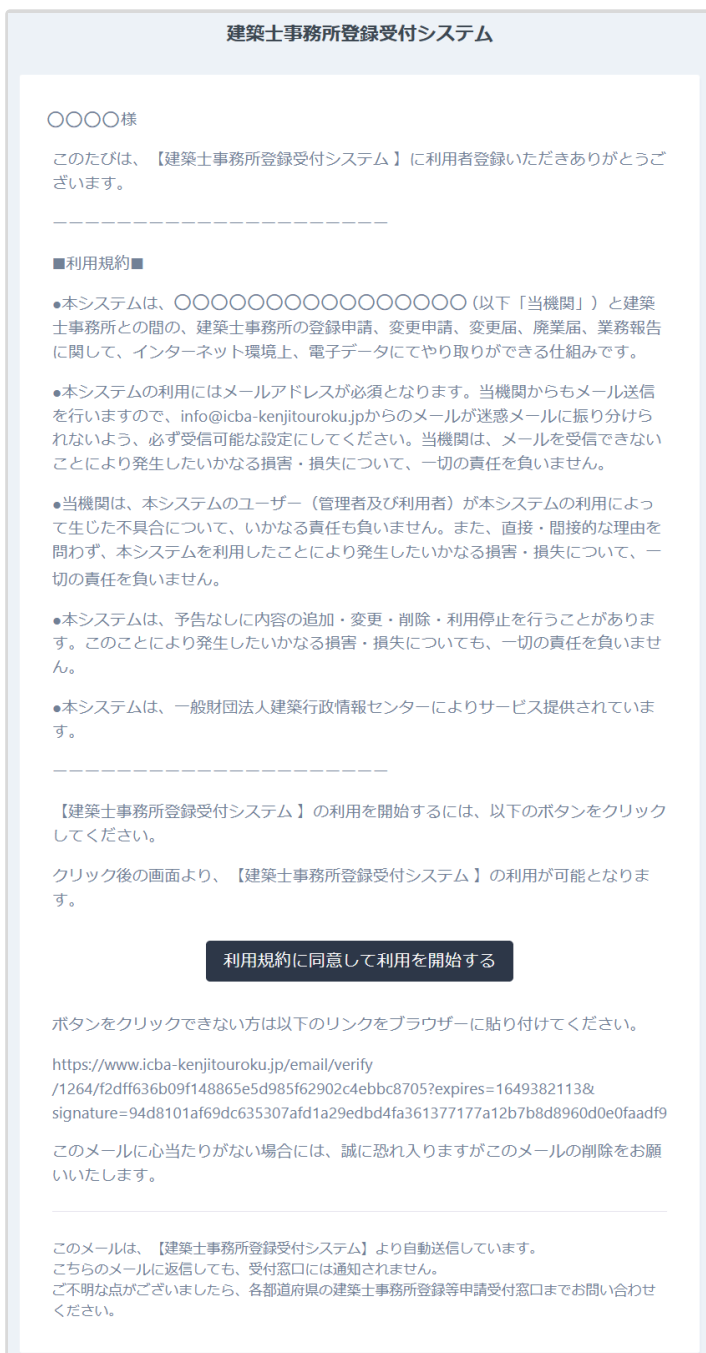 建築士事務所登録受付システム
〇〇〇〇様
このたびは、【建築士事務所登録受付システム 】に利用者登録いただきありがとうご
ざいます。
ーーーーーーーーーーーーーーーーーーーーー
■利用規約■
●本システムは、〇〇〇〇〇〇〇〇〇〇〇〇〇〇〇〇(以下「当機関」）と建築
士事務所との間の、建築士事務所の登録申請、変更申請、変更届、廃業届、業務報告
に関して、インターネット環境上、電子データにてやり取りができる仕組みです。
●本システムの利用にはメールアドレスが必須となります。当機関からもメール送信
を行いますので、info@icba-kenjitouroku.jpからのメールが迷惑メールに振り分けら
れないよう、必ず受信可能な設定にしてください。当機関は、メールを受信できない
ことにより発生したいかなる損害・損失について、一切の責任を負いません。
●当機関は、本システムのユーザー（管理者及び利用者）が本システムの利用によっ
て生じた不具合について、いかなる責任も負いません。また、直接・間接的な理由を
問わず、本システムを利用したことにより発生したいかなる損害・損失について、一
切の責任を負いません。
●本システムは、予告なしに内容の追加・変更・削除・利用停止を行うことがありま
す。このことにより発生したいかなる損害・損失についても、一切の責任を負いませ
ん。
●本システムは、一般財団法人建築行政情報センターによりサービス提供されていま
す。
ーーーーーーーーーーーーーーーーーーーーー
【建築士事務所登録受付システム 】の利用を開始するには、以下のボタンをクリック
してください。
クリック後の画面より、【建築士事務所登録受付システム 】の利用が可能となりま
す。
利用規約に同意して利用を開始する
ボタンをクリックできない方は以下のリンクをブラウザーに貼り付けてください。
https://www.icba-kenjitouroku.jp/email/verify
/1264/f2dff636b09f148865e5d985f62902c4ebbc8705?expires=1649382113&
signature=94d8101af69dc635307afd1a29edbd4fa361377177a12b7b8d8960d0e0faadf9
このメールに心当たりがない場合には、誠に恐れ入りますがこのメールの削除をお願
いいたします。
このメールは、【建築士事務所登録受付システム】より自動送信しています。
こちらのメールに返信しても、受付窓口には通知されません。
ご不明な点がございましたら、各都道府県の建築士事務所登録等申請受付窓口までお問い合わせ
ください。